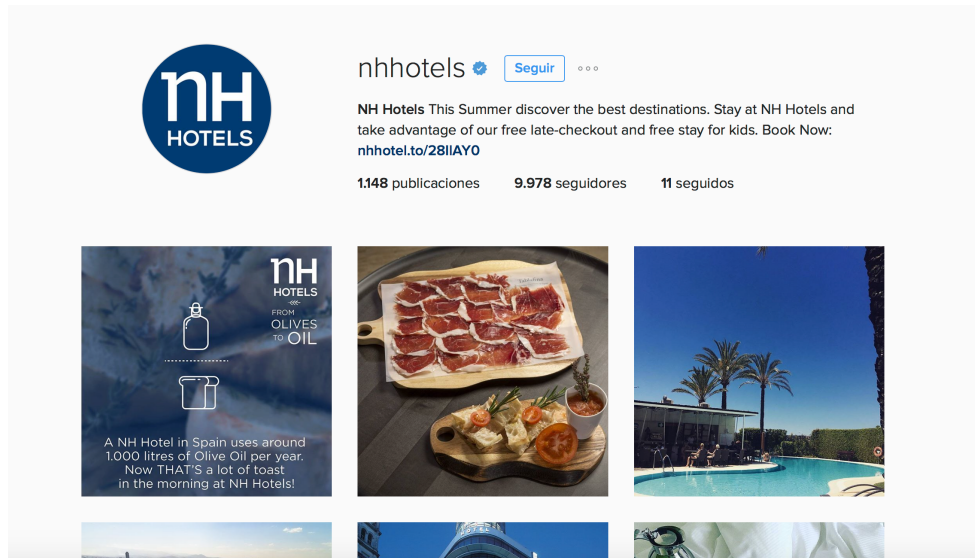 nH
HOTELS
nhhotels
Seguir
NH Hotels This Summer discover the best destinations. Stay at NH Hotels and
take advantage of our free late-checkout and free stay for kids. Book Now:
nhhotel.to/28IlAY0
1.148 publicaciones 9.978 seguidores 11 seguidos
nH
HOTELS
FROM
OLIVES
TO OIL
A NH Hotel in Spain uses around
1.000 litres of Olive Oil per year.
Now THAT'S a lot of toast
in the morning at NH Hotels!
HOTEL